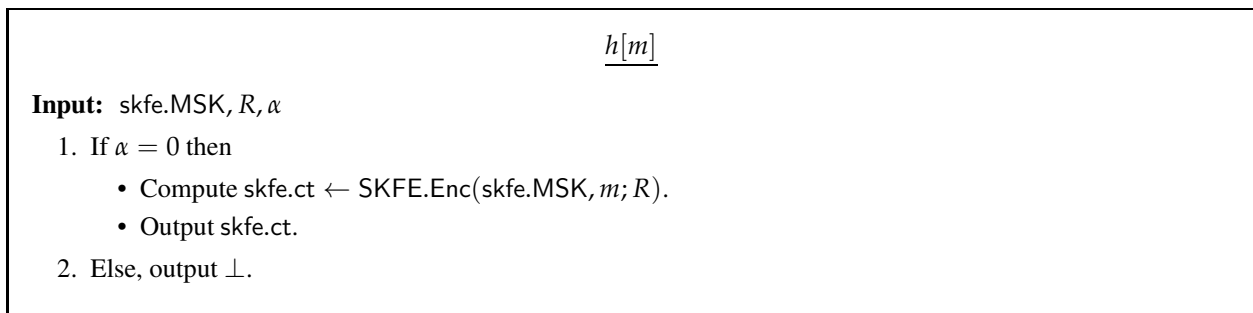 h[m]
Input: skfe.MSK, R, α
1. If α = 0 then
• Compute skfe.ct ← SKFE.Enc(skfe.MSK, m; R).
• Output skfe.ct.
2. Else, output ⊥.